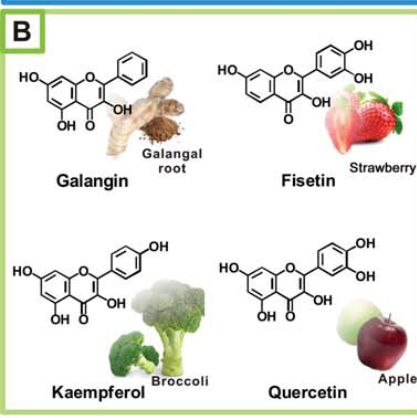 B
HO
O
OH
OH
O
Galangal
root
Galangin
HO
O
OH
OH
OH
O
Strawberry
Fisetin
HO
O
OH
OH
OH
O
Broccoli
Kaempferol
HO
O
OH
OH
OH
OH
O
Apple
Quercetin